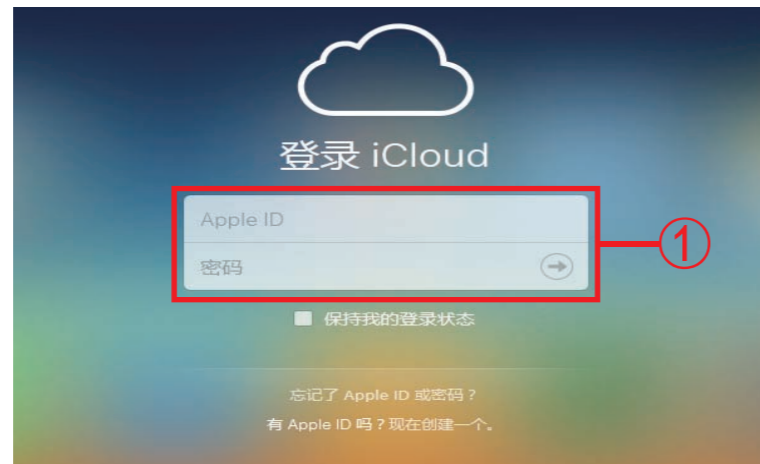 登录 iCloud
Apple ID
密码
①
保持我的登录状态
忘记了 Apple ID 或密码？
有 Apple ID 吗？现在创建一个。